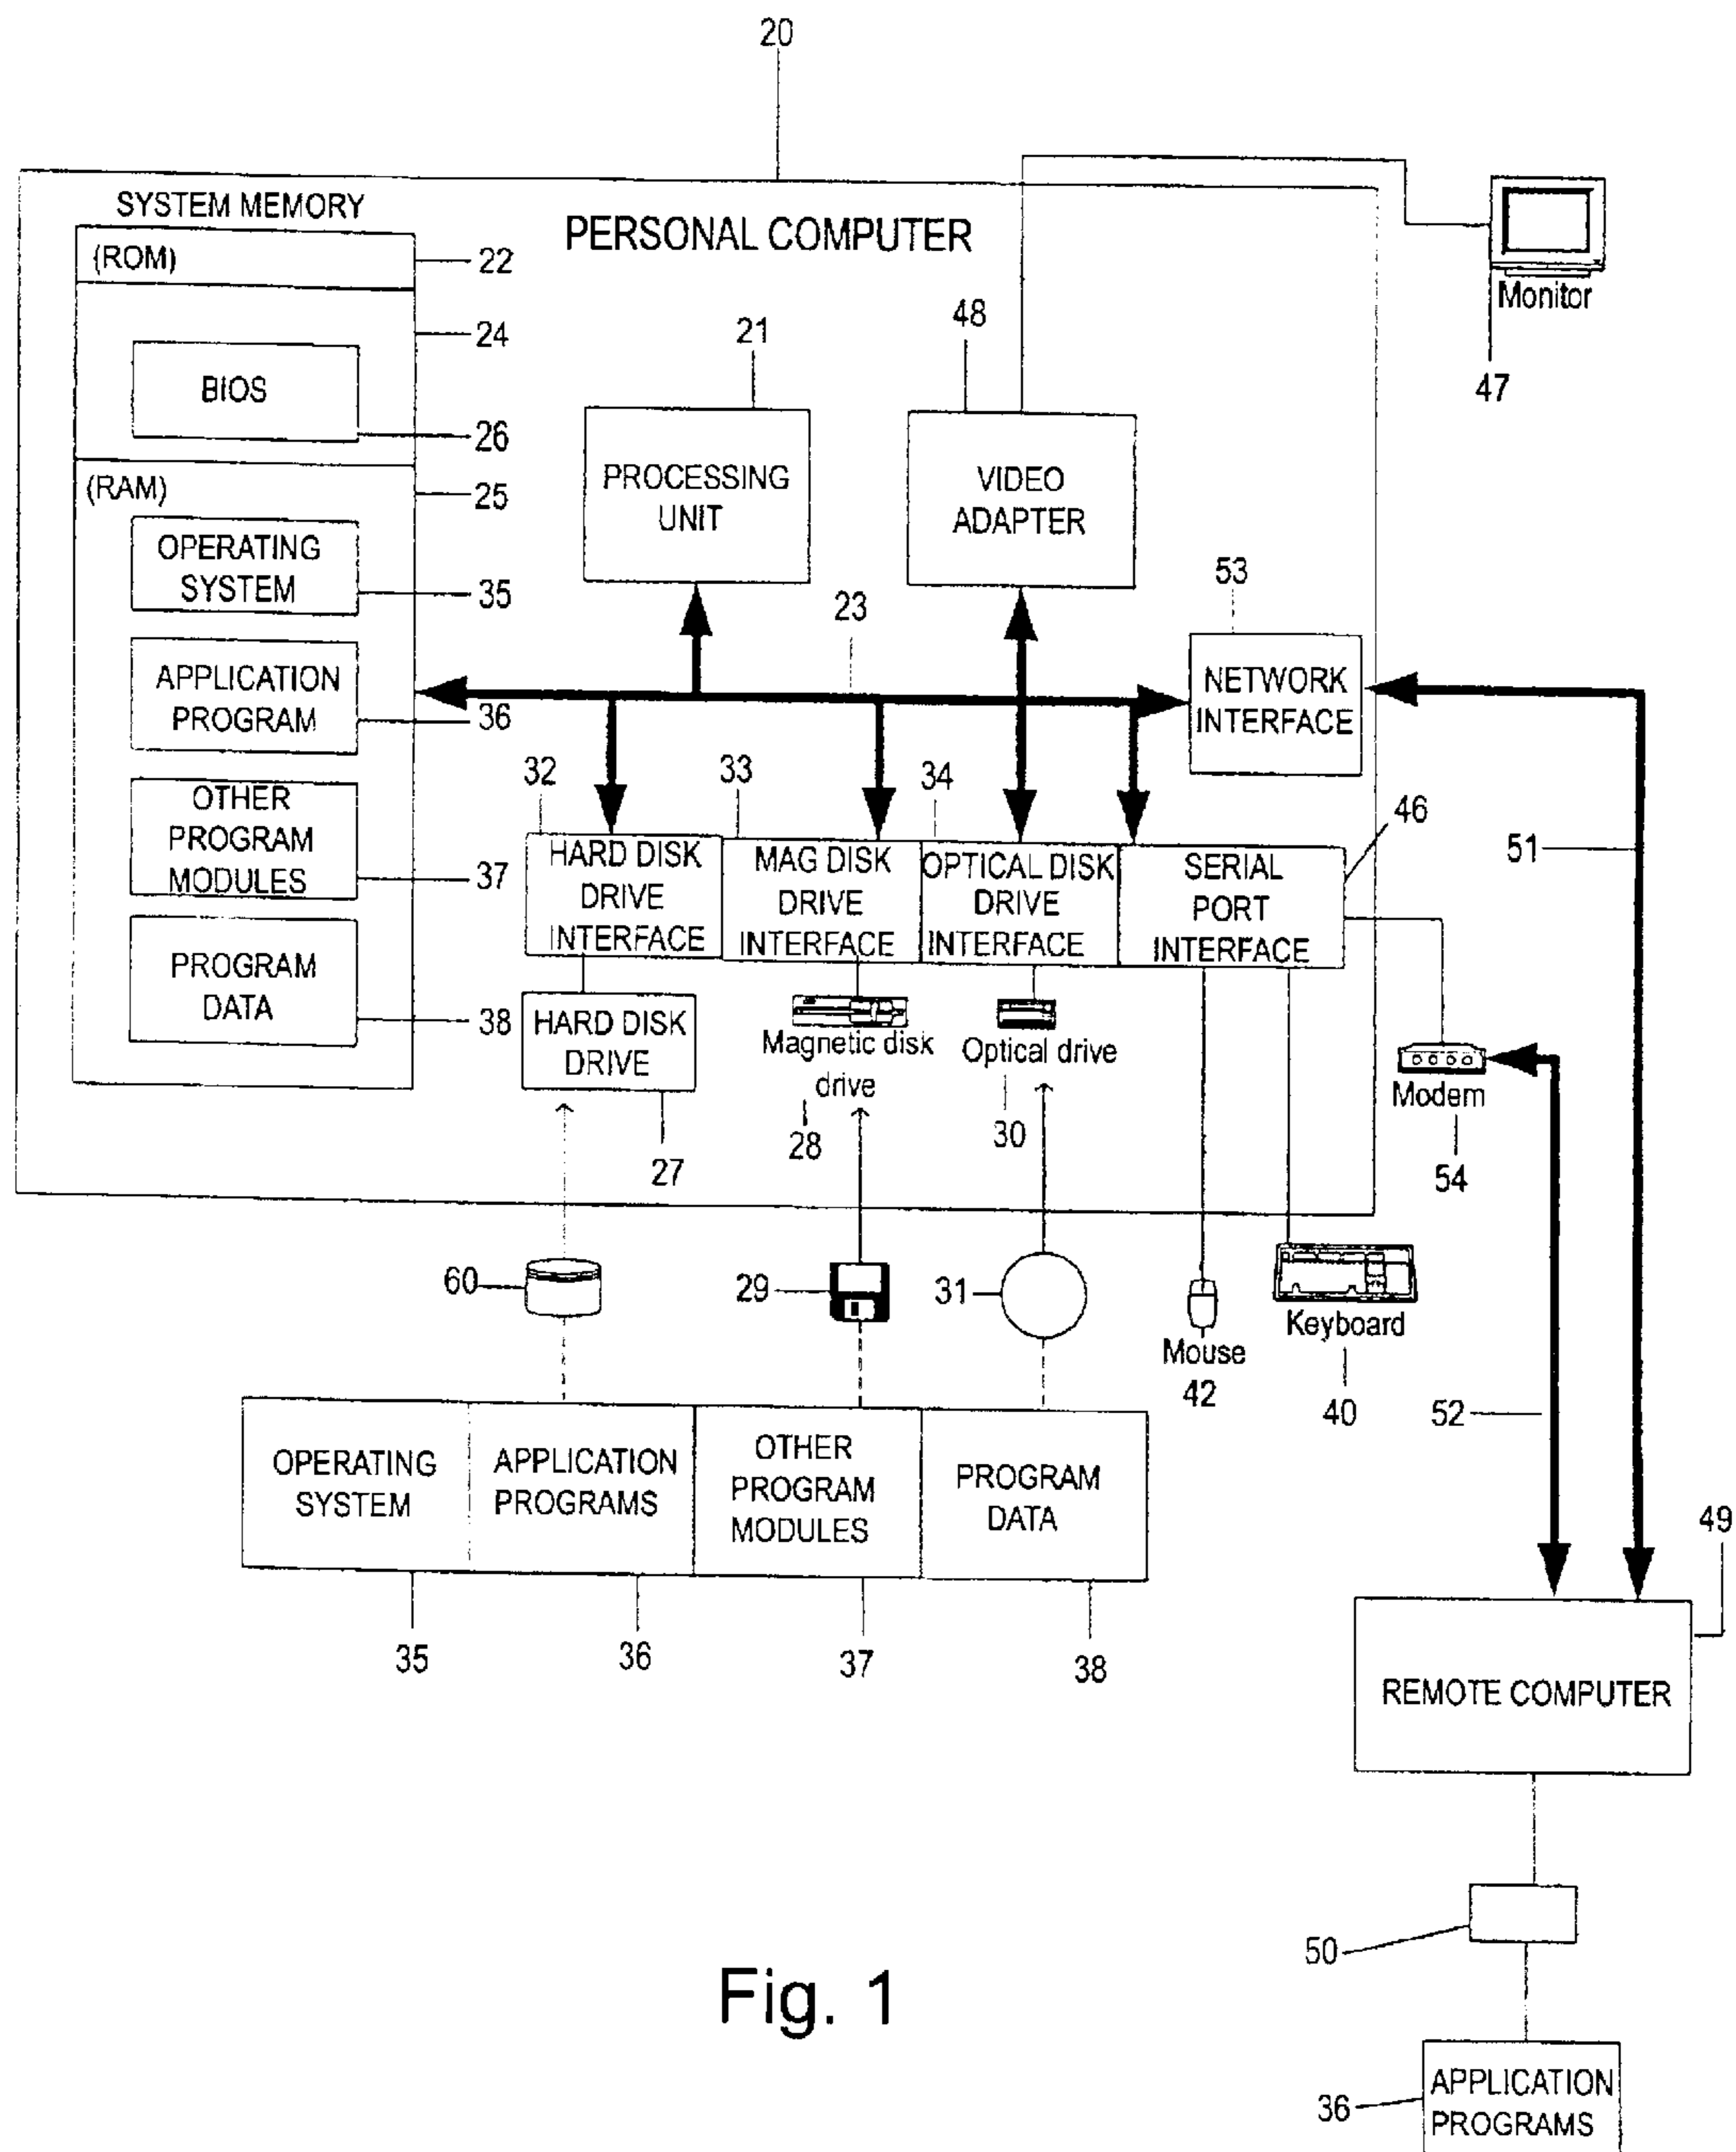 20
SYSTEM MEMORY
PERSONAL COMPUTER
(ROM)
22
24
BIOS
26
(RAM)
25
OPERATING
SYSTEM
35
APPLICATION
PROGRAM
36
OTHER
PROGRAM
MODULES
37
PROGRAM
DATA
38
21
PROCESSING
UNIT
48
VIDEO
ADAPTER
Monitor
47
23
53
NETWORK
INTERFACE
32
HARD DISK
DRIVE
INTERFACE
33
MAG DISK
DRIVE
INTERFACE
34
OPTICAL DISK
DRIVE
INTERFACE
46
SERIAL
PORT
INTERFACE
51
HARD DISK
DRIVE
27
Magnetic disk
drive
28
Optical drive
30
Modem
54
60
29
31
Mouse
42
Keyboard
40
52
OPERATING
SYSTEM
APPLICATION
PROGRAMS
OTHER
PROGRAM
MODULES
PROGRAM
DATA
35
36
37
38
49
REMOTE COMPUTER
50
36
APPLICATION
PROGRAMS
Fig. 1